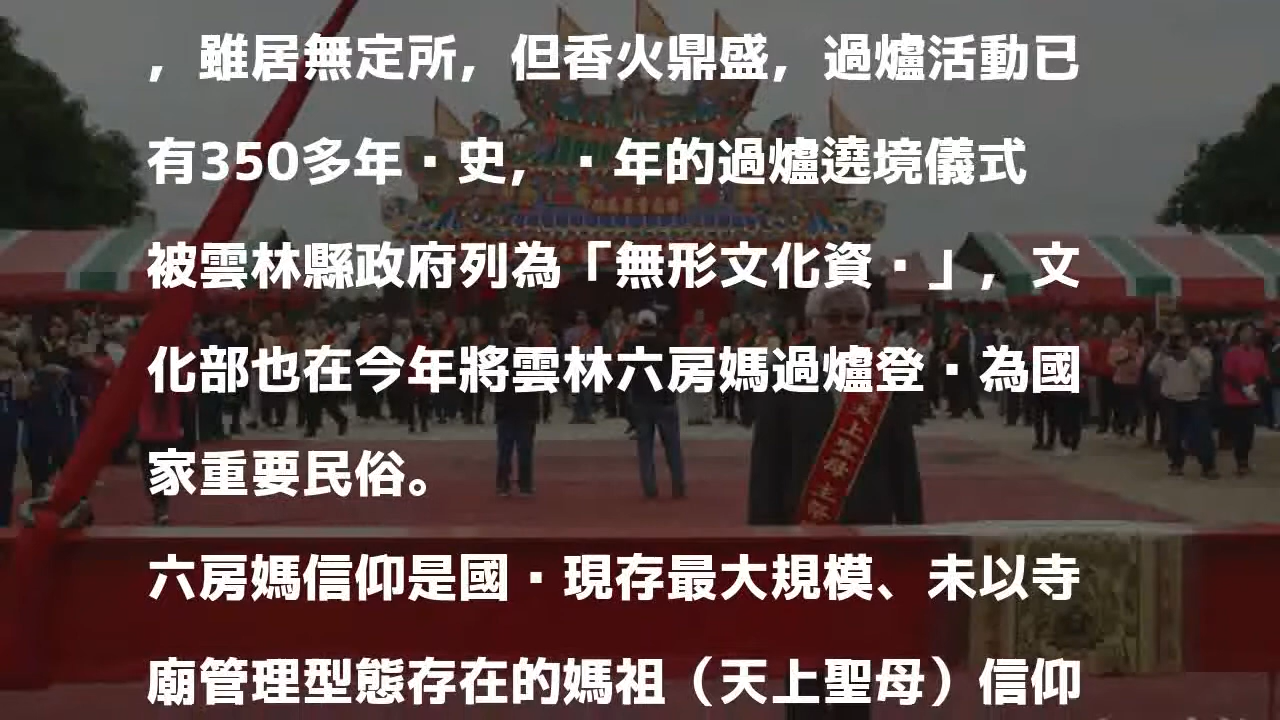 ，雖居無定所，但香火鼎盛，過爐活動已
有350多年▪史，▪年的過爐遶境儀式
被雲林縣政府列為「無形文化資▪」，文
化部也在今年將雲林六房媽過爐登▪為國
家重要民俗。
六房媽信仰是國▪現存最大規模、未以寺
廟管理型態存在的媽祖（天上聖母）信仰
天上聖母 主祭